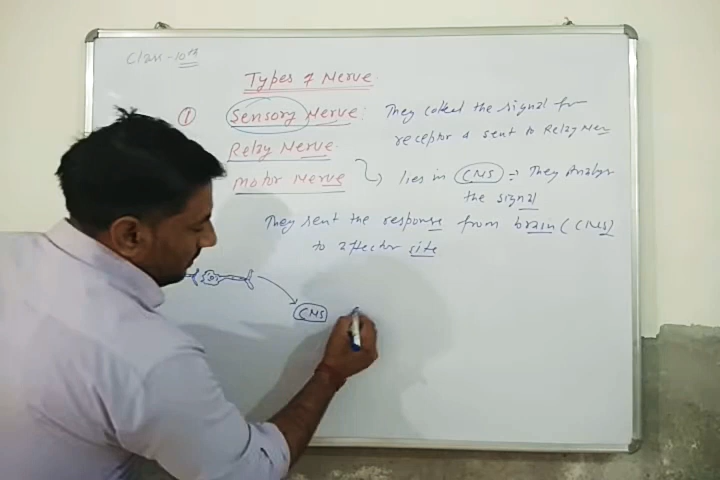 Class-10th
Types of Nerve
① Sensory Nerve: They collect the signal for
receptor & sent to Relay Ner
Relay Nerve
Motor Nerve lies in CNS = They Analyse
the signal
They sent the response from brain (CNS)
to effector site
CNS